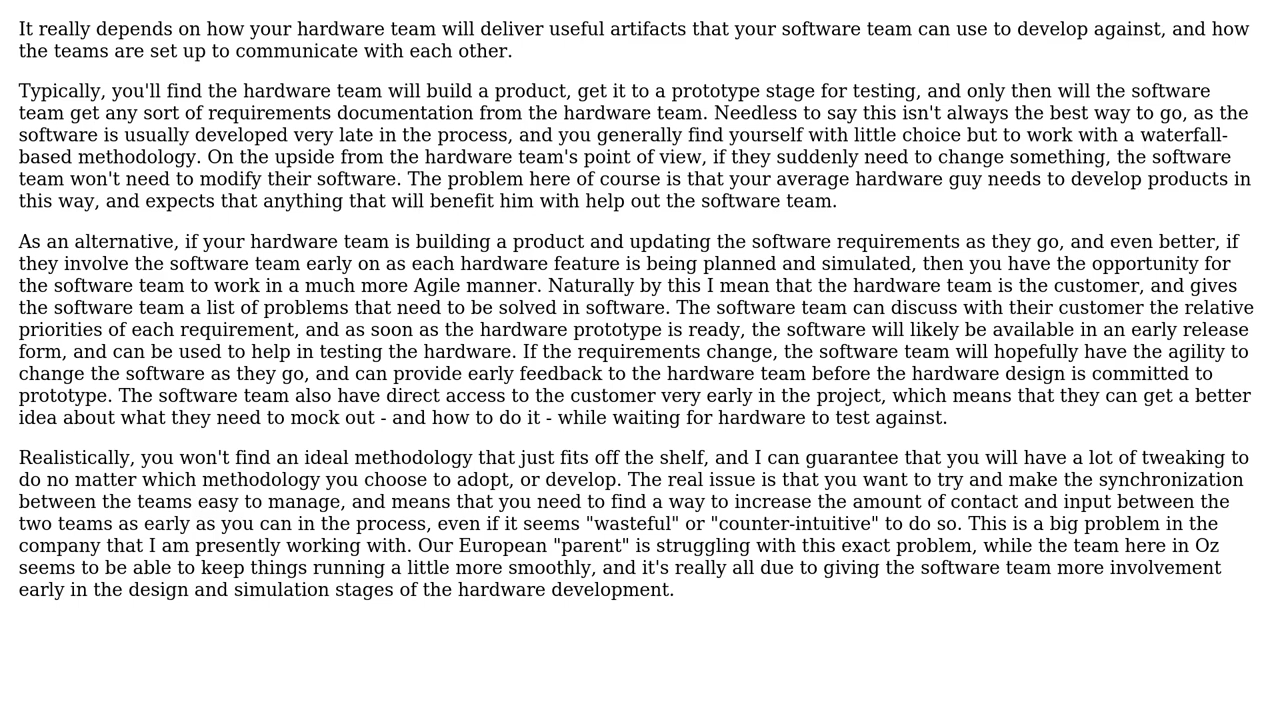 It really depends on how your hardware team will deliver useful artifacts that your software team can use to develop against, and how
the teams are set up to communicate with each other.
Typically, you'll find the hardware team will build a product, get it to a prototype stage for testing, and only then will the software
team get any sort of requirements documentation from the hardware team. Needless to say this isn't always the best way to go, as the
software is usually developed very late in the process, and you generally find yourself with little choice but to work with a waterfall-
based methodology. On the upside from the hardware team's point of view, if they suddenly need to change something, the software
team won't need to modify their software. The problem here of course is that your average hardware guy needs to develop products in
this way, and expects that anything that will benefit him with help out the software team.
As an alternative, if your hardware team is building a product and updating the software requirements as they go, and even better, if
they involve the software team early on as each hardware feature is being planned and simulated, then you have the opportunity for
the software team to work in a much more Agile manner. Naturally by this I mean that the hardware team is the customer, and gives
the software team a list of problems that need to be solved in software. The software team can discuss with their customer the relative
priorities of each requirement, and as soon as the hardware prototype is ready, the software will likely be available in an early release
form, and can be used to help in testing the hardware. If the requirements change, the software team will hopefully have the agility to
change the software as they go, and can provide early feedback to the hardware team before the hardware design is committed to
prototype. The software team also have direct access to the customer very early in the project, which means that they can get a better
idea about what they need to mock out - and how to do it - while waiting for hardware to test against.
Realistically, you won't find an ideal methodology that just fits off the shelf, and I can guarantee that you will have a lot of tweaking to
do no matter which methodology you choose to adopt, or develop. The real issue is that you want to try and make the synchronization
between the teams easy to manage, and means that you need to find a way to increase the amount of contact and input between the
two teams as early as you can in the process, even if it seems "wasteful" or "counter-intuitive" to do so. This is a big problem in the
company that I am presently working with. Our European "parent" is struggling with this exact problem, while the team here in Oz
seems to be able to keep things running a little more smoothly, and it's really all due to giving the software team more involvement
early in the design and simulation stages of the hardware development.